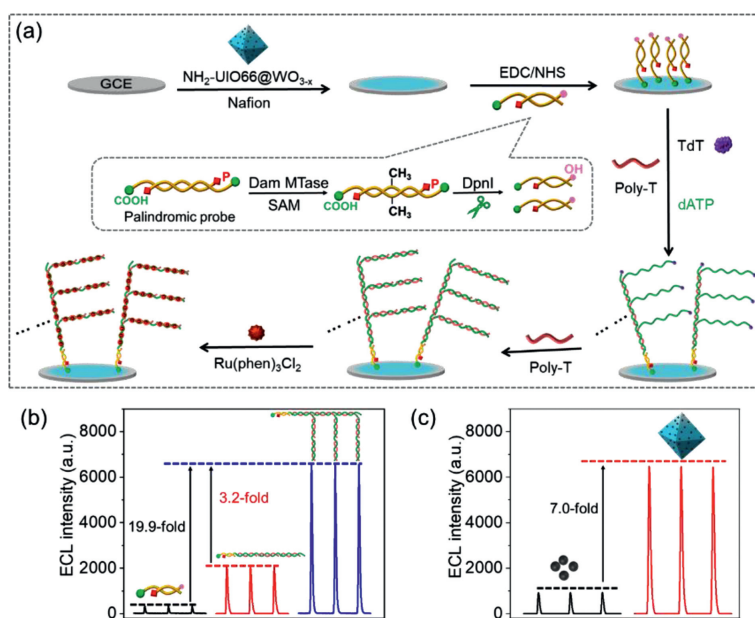 (a)
GCE
NH2-UIO66@WO3-x
Nafion
EDC/NHS
TdT
Poly-T
dATP
P
COOH
Palindromic probe
Dam MTase
SAM
CH3
P
COOH
CH3
DpnI
OH
Poly-T
Ru(phen)3Cl2
(b)
ECL intensity (a.u.)
8000
6000
4000
2000
0
19.9-fold
3.2-fold
(c)
ECL intensity (a.u.)
8000
6000
4000
2000
0
7.0-fold